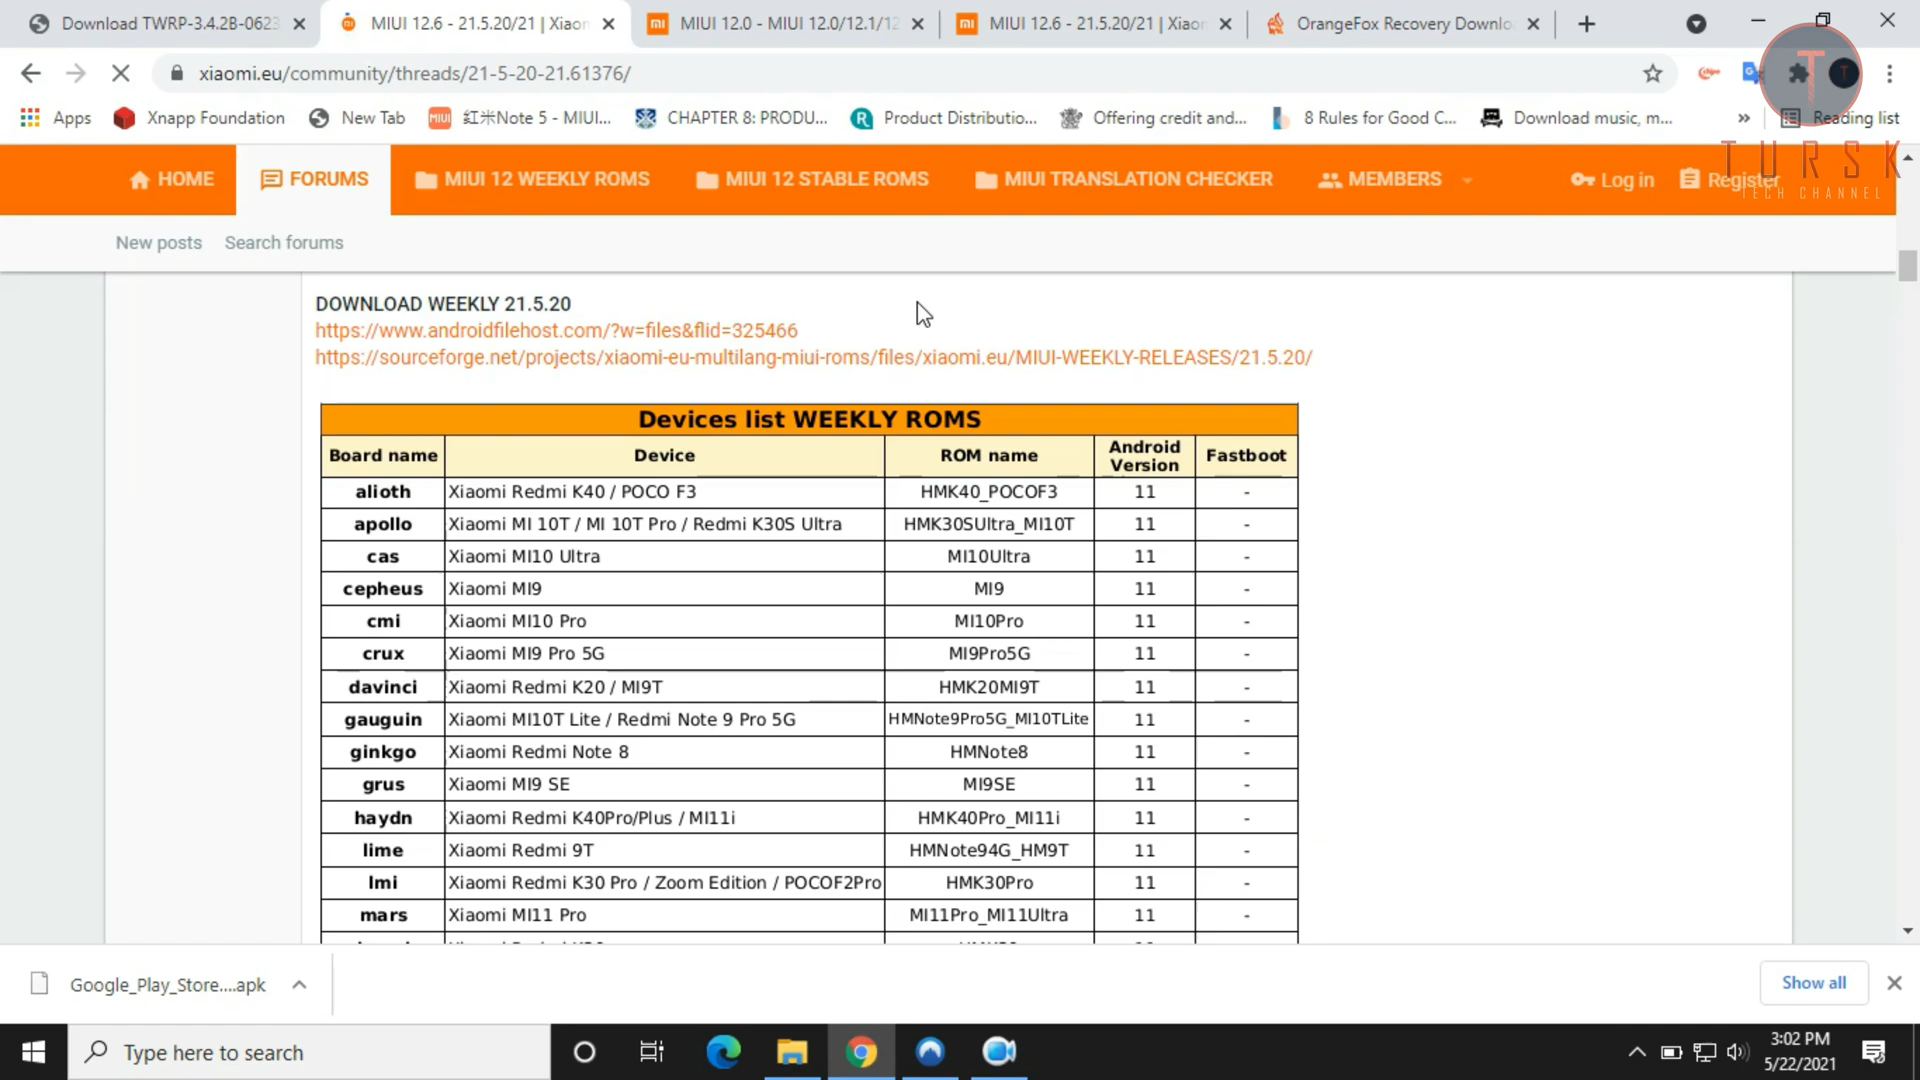 Download TWRP-3.4.2B-0623
MIUI 12.6 - 21.5.20/21 | Xiaom
MIUI 12.0 - MIUI 12.0/12.1/12
MIUI 12.6 - 21.5.20/21 | Xiaom
OrangeFox Recovery Downlo
xiaomi.eu/community/threads/21-5-20-21.61376/
T
T
Apps
Xnapp Foundation
New Tab
MIUI
红米Note 5 - MIUI...
CHAPTER 8: PRODU...
R
Product Distributio...
Offering credit and...
8 Rules for Good C...
Download music, m...
»
Reading list
HOME
FORUMS
MIUI 12 WEEKLY ROMS
MIUI 12 STABLE ROMS
MIUI TRANSLATION CHECKER
MEMBERS
Log in
Register
TURSK
TECH CHANNEL
New posts
Search forums
DOWNLOAD WEEKLY 21.5.20
https://www.androidfilehost.com/?w=files&flid=325466
https://sourceforge.net/projects/xiaomi-eu-multilang-miui-roms/files/xiaomi.eu/MIUI-WEEKLY-RELEASES/21.5.20/
Devices list WEEKLY ROMS
Board name Device ROM name Android Version Fastboot
alioth Xiaomi Redmi K40 / POCO F3 HMK40_POCOF3 11 -
apollo Xiaomi MI 10T / MI 10T Pro / Redmi K30S Ultra HMK30SUltra_MI10T 11 -
cas Xiaomi MI10 Ultra MI10Ultra 11 -
cepheus Xiaomi MI9 MI9 11 -
cmi Xiaomi MI10 Pro MI10Pro 11 -
crux Xiaomi MI9 Pro 5G MI9Pro5G 11 -
davinci Xiaomi Redmi K20 / MI9T HMK20MI9T 11 -
gauguin Xiaomi MI10T Lite / Redmi Note 9 Pro 5G HMNote9Pro5G_MI10TLite 11 -
ginkgo Xiaomi Redmi Note 8 HMNote8 11 -
grus Xiaomi MI9 SE MI9SE 11 -
haydn Xiaomi Redmi K40Pro/Plus / MI11i HMK40Pro_MI11i 11 -
lime Xiaomi Redmi 9T HMNote94G_HM9T 11 -
lmi Xiaomi Redmi K30 Pro / Zoom Edition / POCOF2Pro HMK30Pro 11 -
mars Xiaomi MI11 Pro MI11Pro_MI11Ultra 11 -
Google_Play_Store....apk
Show all
Type here to search
3:02 PM
5/22/2021